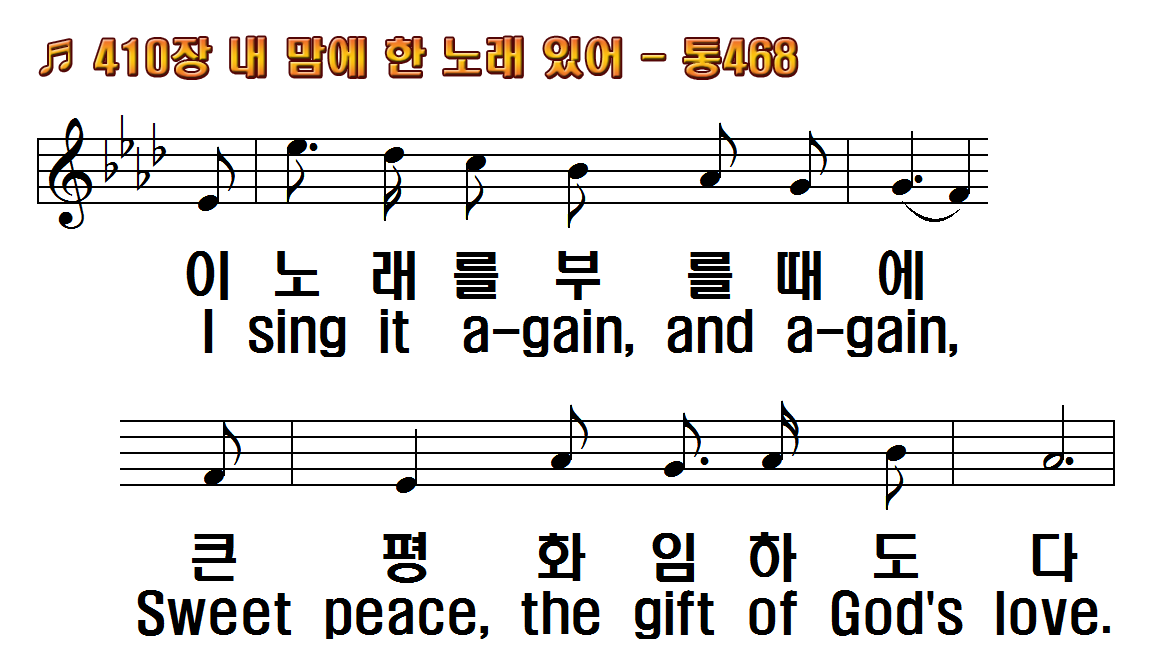 ♬ 410장 내 맘에 한 노래 있어 - 통468
이 노 래 를 부 를 때 에
I sing it a-gain, and a-gain,
큰 평 화 임 하 도 다
Sweet peace, the gift of God's love.